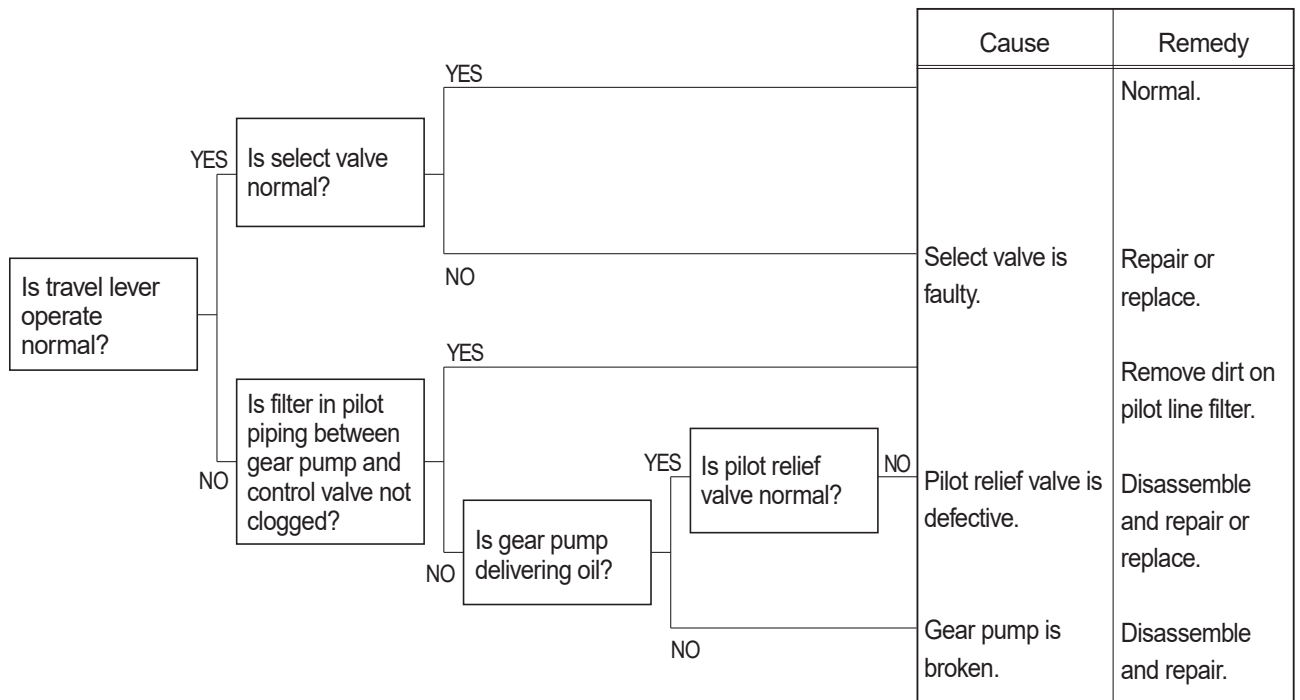 Cause
Remedy
YES
Normal.
YES
Is select valve
normal?
NO
Select valve is
faulty.
Repair or
replace.
Is travel lever
operate
normal?
YES
Remove dirt on
pilot line filter.
NO
Is filter in pilot
piping between
gear pump and
control valve not
clogged?
YES
Is pilot relief
valve normal?
NO
Pilot relief valve is
defective.
Disassemble
and repair or
replace.
NO
Is gear pump
delivering oil?
NO
Gear pump is
broken.
Disassemble
and repair.